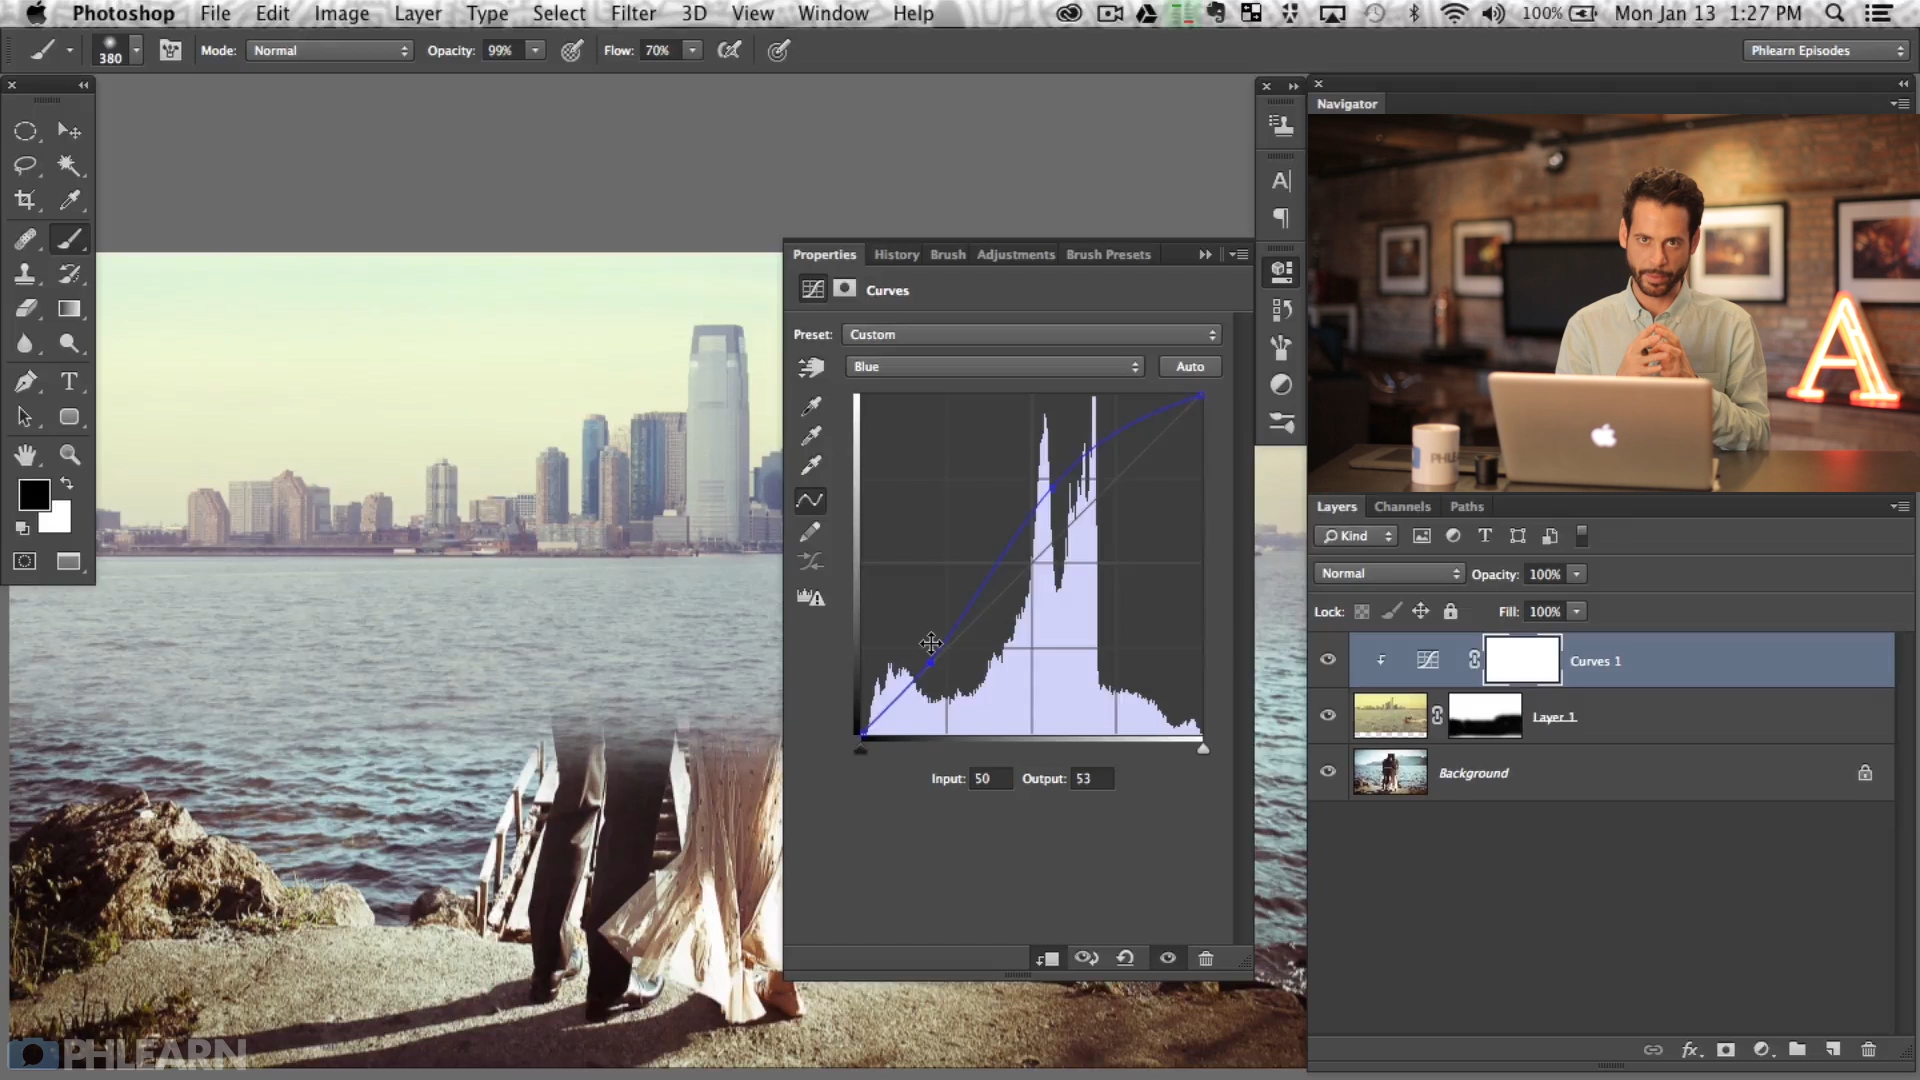 Photoshop File Edit Image Layer Type Select Filter 3D View Window Help 100% Mon Jan 13 1:27 PM
380 Mode: Normal Opacity: 99% Flow: 70% Phlearn Episodes
Navigator
A
PHL
Properties History Brush Adjustments Brush Presets
Curves
Preset: Custom
Blue Auto
Input: 50 Output: 53
Layers Channels Paths
Kind
Normal Opacity: 100%
Lock: Fill: 100%
Curves 1
Layer 1
Background
PHLEARN